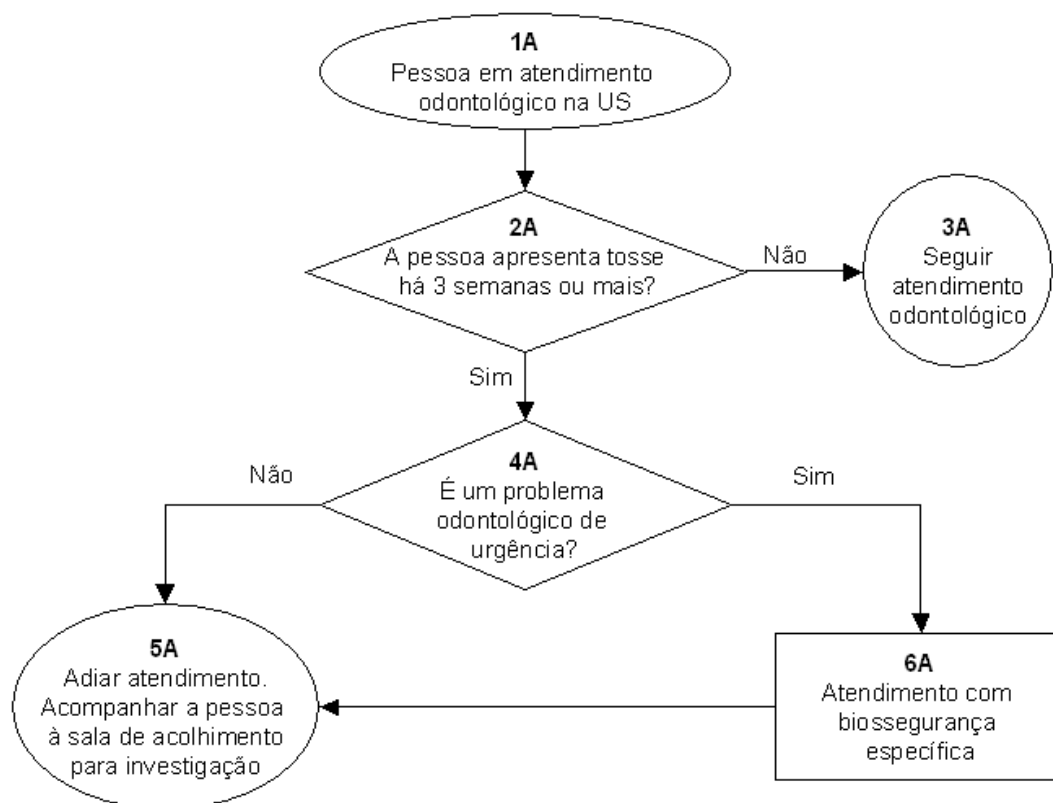 1A
Pessoa em atendimento
odontológico na US
2A
A pessoa apresenta tosse
há 3 semanas ou mais?
Não
3A
Seguir
atendimento
odontológico
Sim
4A
É um problema
odontológico de
urgência?
Não
Sim
5A
Adiar atendimento.
Acompanhar a pessoa
à sala de acolhimento
para investigação
6A
Atendimento com
biossegurança
específica